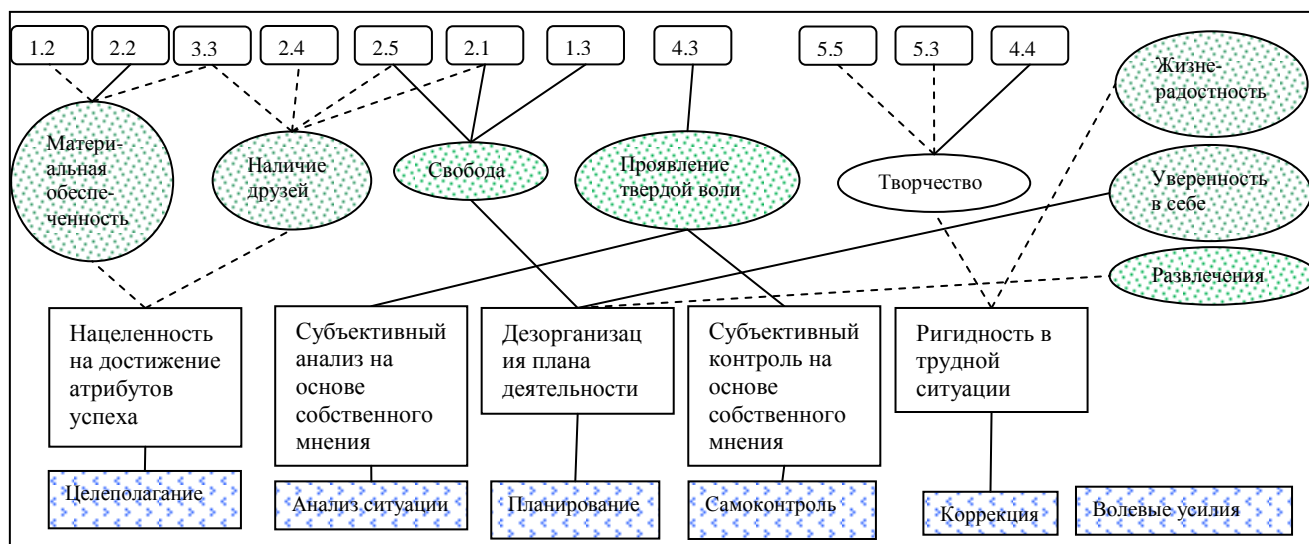 1.2
2.2
3.3
2.4
2.5
2.1
1.3
4.3
5.5
5.3
4.4
Жизне-
радостность
Матери-
альная
обеспе-
ченность
Наличие
друзей
Свобода
Проявление
твердой воли
Творчество
Уверенность
в себе
Развлечения
Нацеленность
на достижение
атрибутов
успеха
Субъективный
анализ на
основе
собственного
мнения
Дезорганизац
ия плана
деятельности
Субъективный
контроль на
основе
собственного
мнения
Ригидность в
трудной
ситуации
Целеполагание
Анализ ситуации
Планирование
Самоконтроль
Коррекция
Волевые усилия